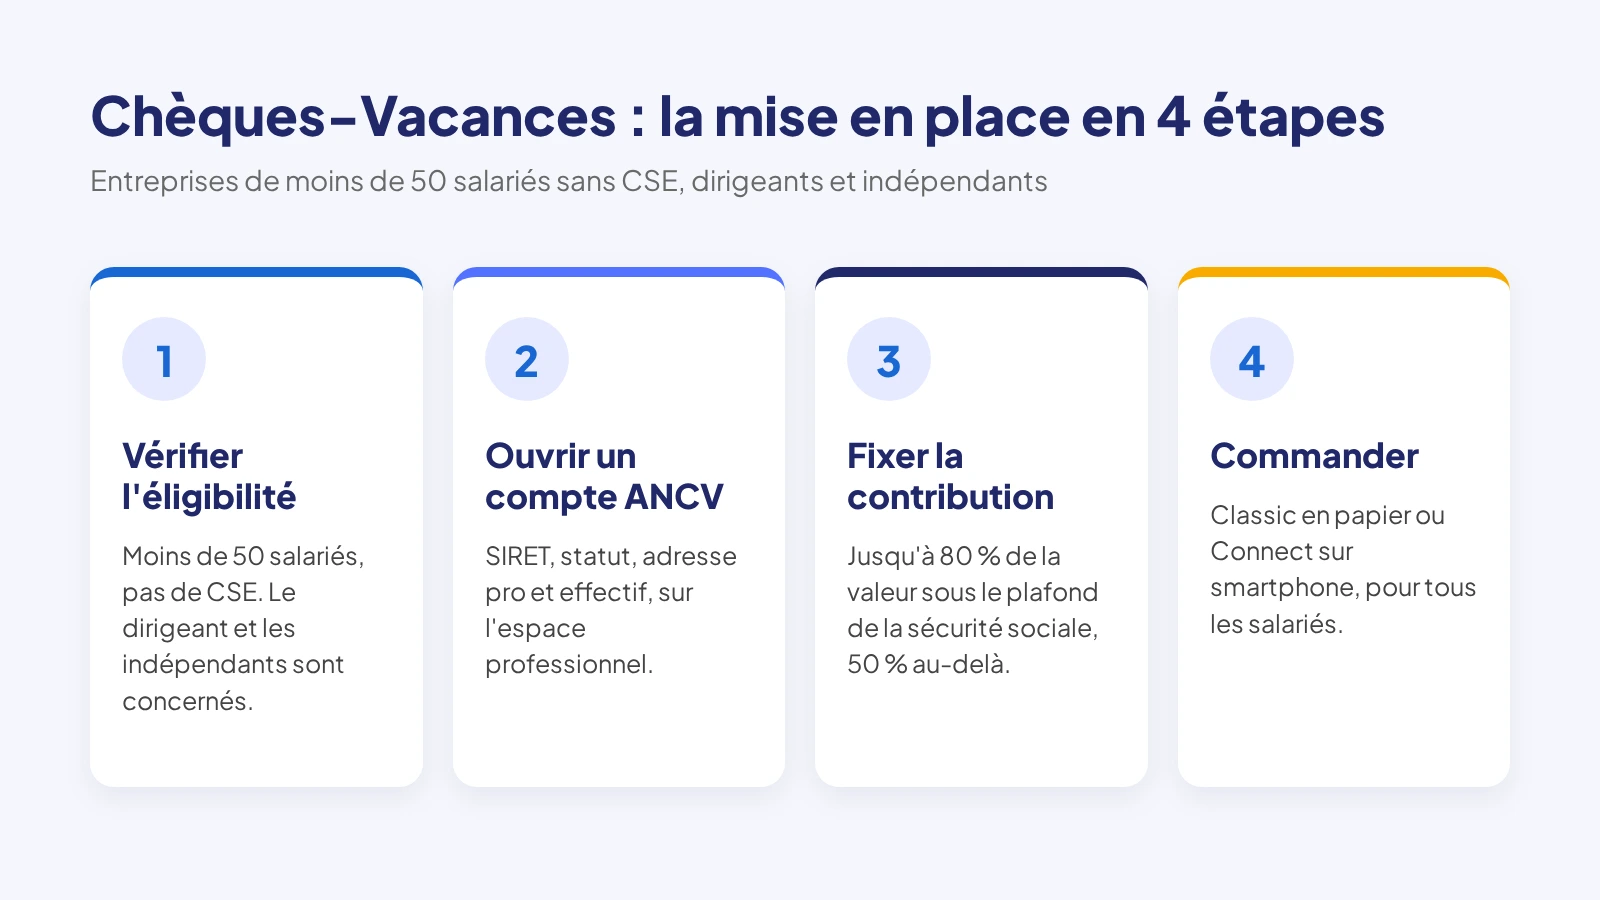 Chèques-Vacances : la mise en place en 4 étapes
Entreprises de moins de 50 salariés sans CSE, dirigeants et indépendants
1
Vérifier
l'éligibilité
Moins de 50 salariés,
pas de CSE. Le
dirigeant et les
indépendants sont
concernés.
2
Ouvrir un
compte ANCV
SIRET, statut, adresse
pro et effectif, sur
l'espace
professionnel.
3
Fixer la
contribution
Jusqu'à 80 % de la
valeur sous le plafond
de la sécurité sociale,
50 % au-delà.
4
Commander
Classic en papier ou
Connect sur
smartphone, pour tous
les salariés.